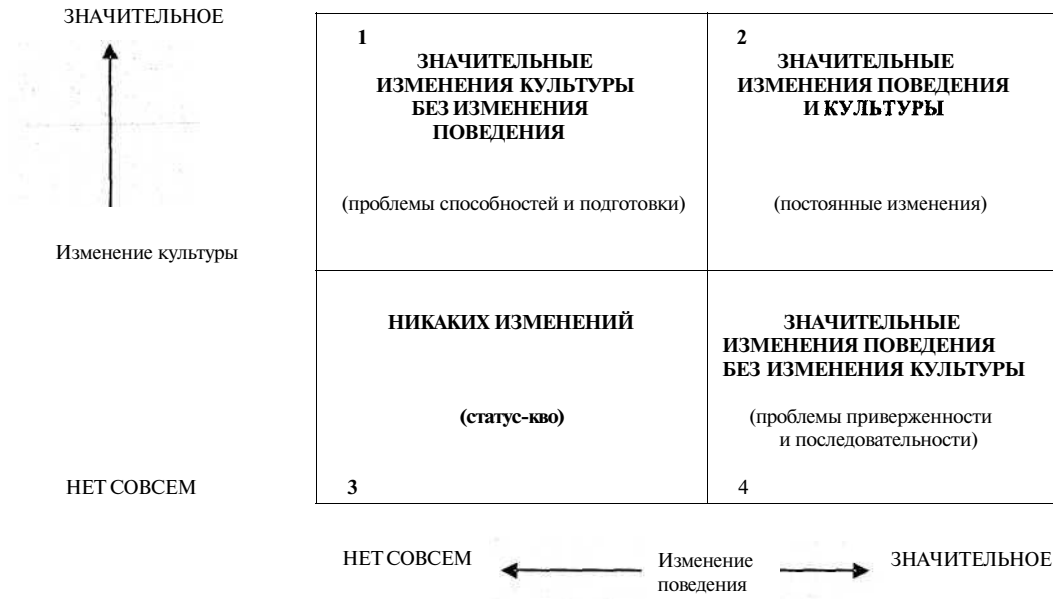 ЗНАЧИТЕЛЬНОЕ
1
ЗНАЧИТЕЛЬНЫЕ
ИЗМЕНЕНИЯ КУЛЬТУРЫ
БЕЗ ИЗМЕНЕНИЯ
ПОВЕДЕНИЯ
(проблемы способностей и подготовки)
2
ЗНАЧИТЕЛЬНЫЕ
ИЗМЕНЕНИЯ ПОВЕДЕНИЯ
И КУЛЬТУРЫ
(постоянные изменения)
Изменение культуры
НИКАКИХ ИЗМЕНЕНИЙ
(статус-кво)
3
ЗНАЧИТЕЛЬНЫЕ
ИЗМЕНЕНИЯ ПОВЕДЕНИЯ
БЕЗ ИЗМЕНЕНИЯ КУЛЬТУРЫ
(проблемы приверженности
и последовательности)
4
НЕТ СОВСЕМ
НЕТ СОВСЕМ
Изменение
поведения
ЗНАЧИТЕЛЬНОЕ